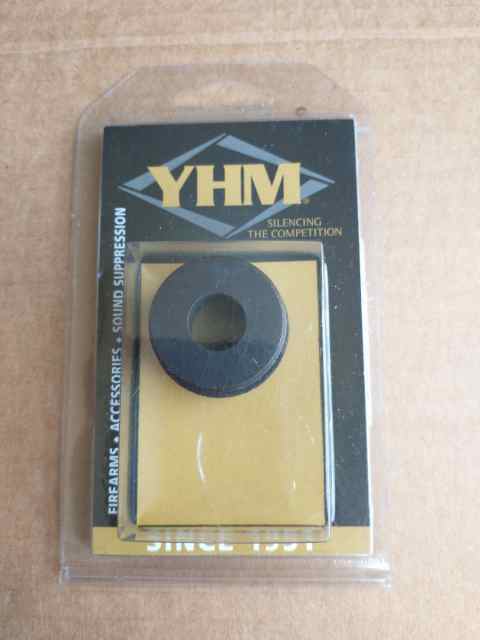 YHM®
SILENCING
THE COMPETITION
FIREARMS • ACCESSORIES • SOUND SUPPRESSION
SINCE 1951